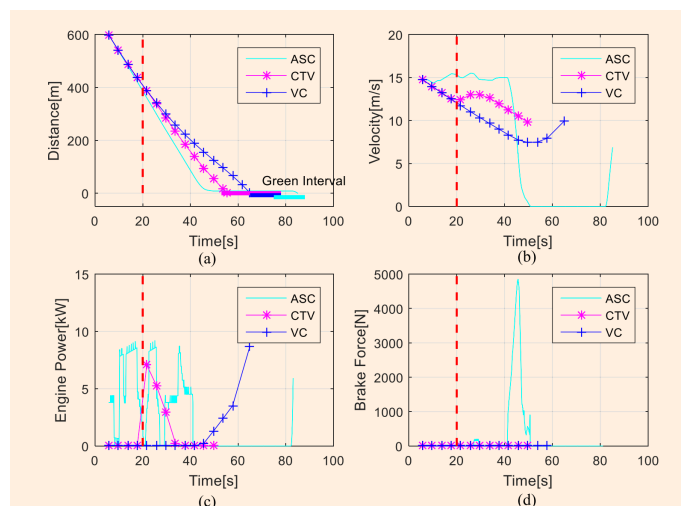 600
400
200
0
0 20 40 60 80 100
Distance[m]
Time[s]
ASC
CTV
VC
Green Interval
(a)
20
15
10
5
0
0 20 40 60 80 100
Velocity[m/s]
Time[s]
ASC
CTV
VC
(b)
15
10
5
0
0 20 40 60 80 100
Engine Power[kW]
Time[s]
ASC
CTV
VC
(c)
5000
4000
3000
2000
1000
0
0 20 40 60 80 100
Brake Force[N]
Time[s]
ASC
CTV
VC
(d)